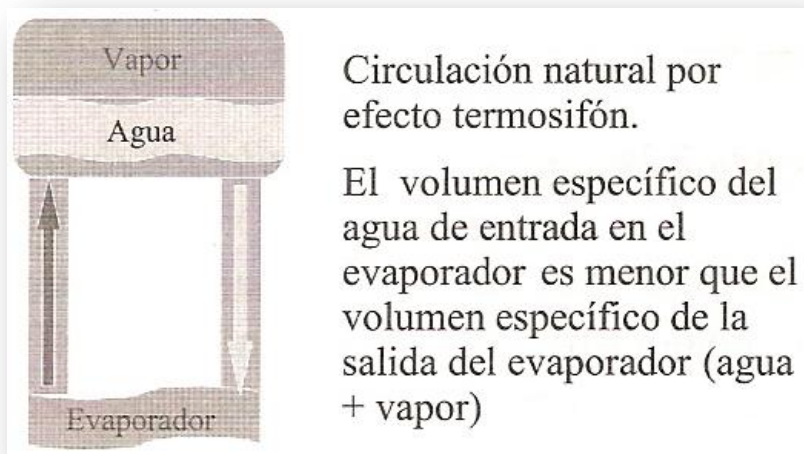 Vapor
Agua
Evaporador
Circulación natural por
efecto termosifón.
El volumen específico del
agua de entrada en el
evaporador es menor que el
volumen específico de la
salida del evaporador (agua
+ vapor)